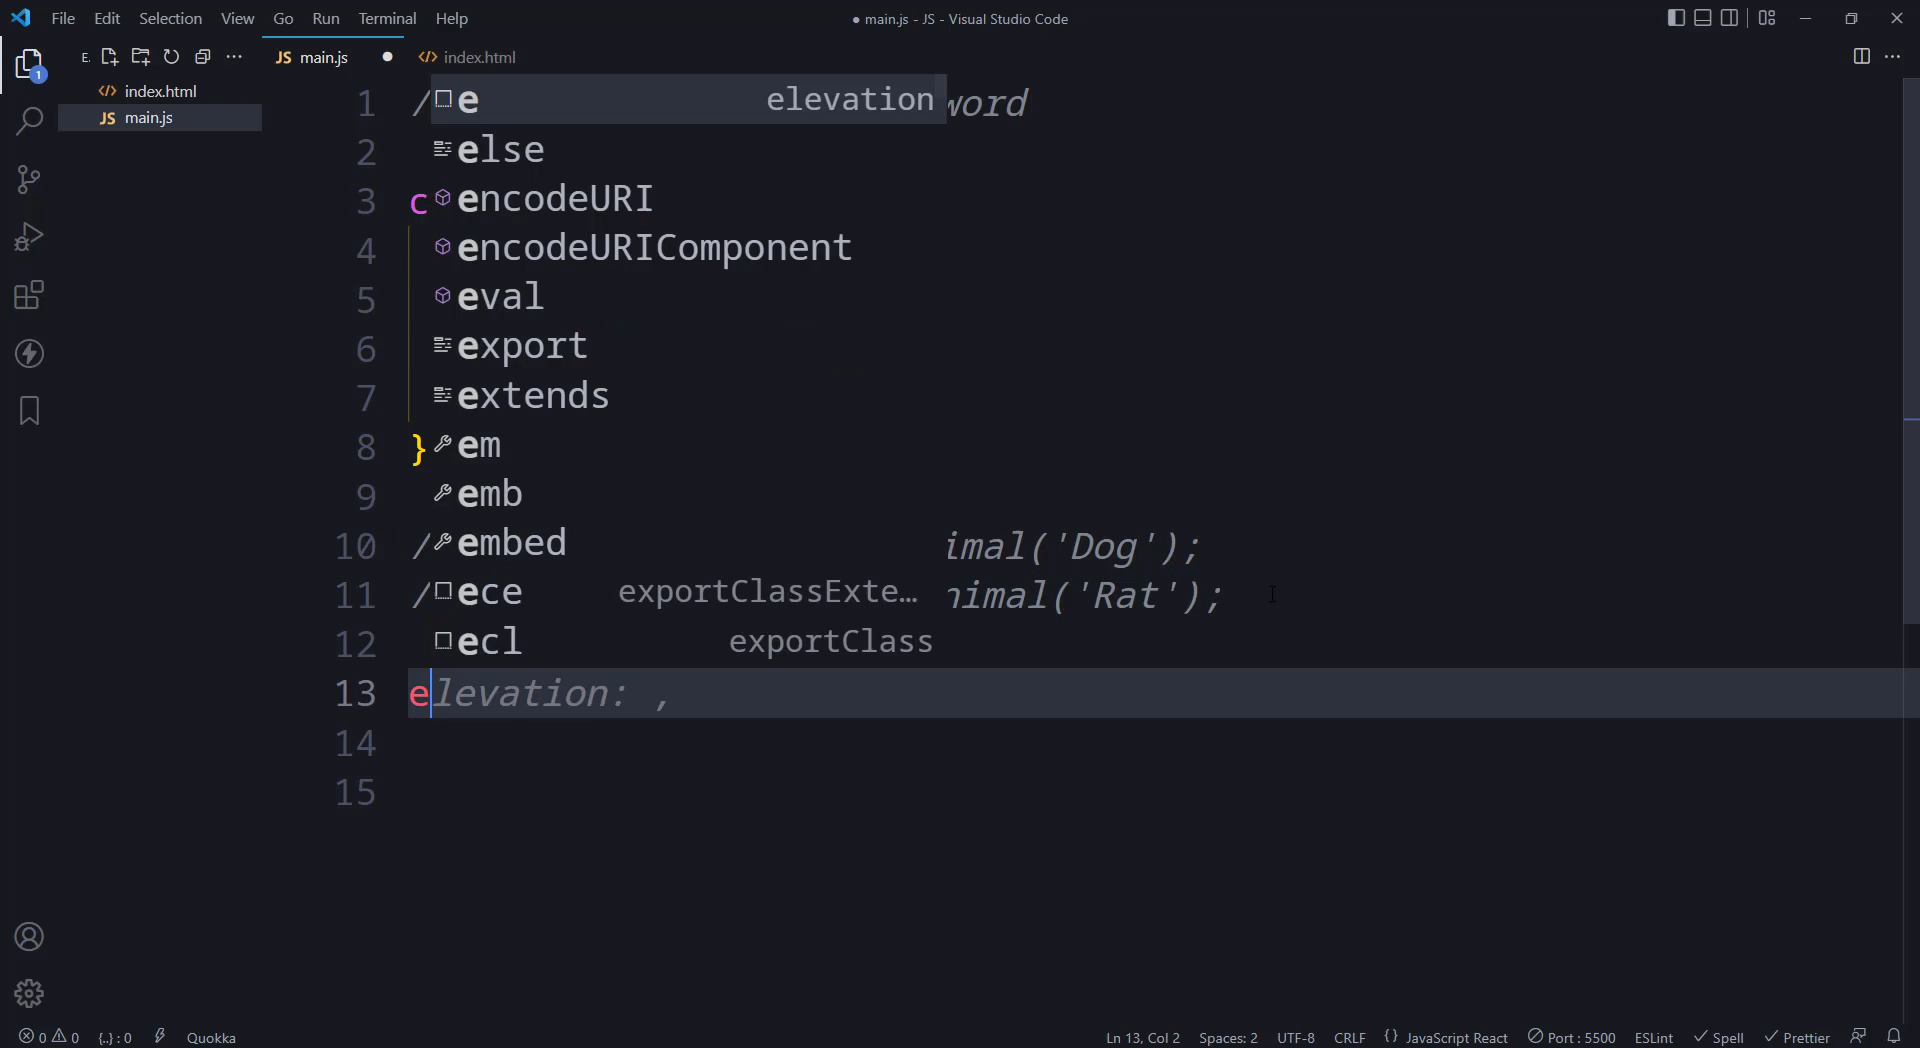 File Edit Selection View Go Run Terminal Help
● main.js - JS - Visual Studio Code
E.
JS main.js
</> index.html
</> index.html
JS main.js
1 / word
e elevation
2
else
3 c
encodeURI
4
encodeURIComponent
5
eval
6
export
7
extends
8 }
em
9
emb
10 / imal('Dog');
embed
11 / nimal('Rat');
ece exportClassExte...
12
ecl exportClass
13 elevation: ,
14
15
1
0 0 {..} : 0 Quokka
Ln 13, Col 2 Spaces: 2 UTF-8 CRLF {} JavaScript React Port : 5500 ESLint Spell Prettier